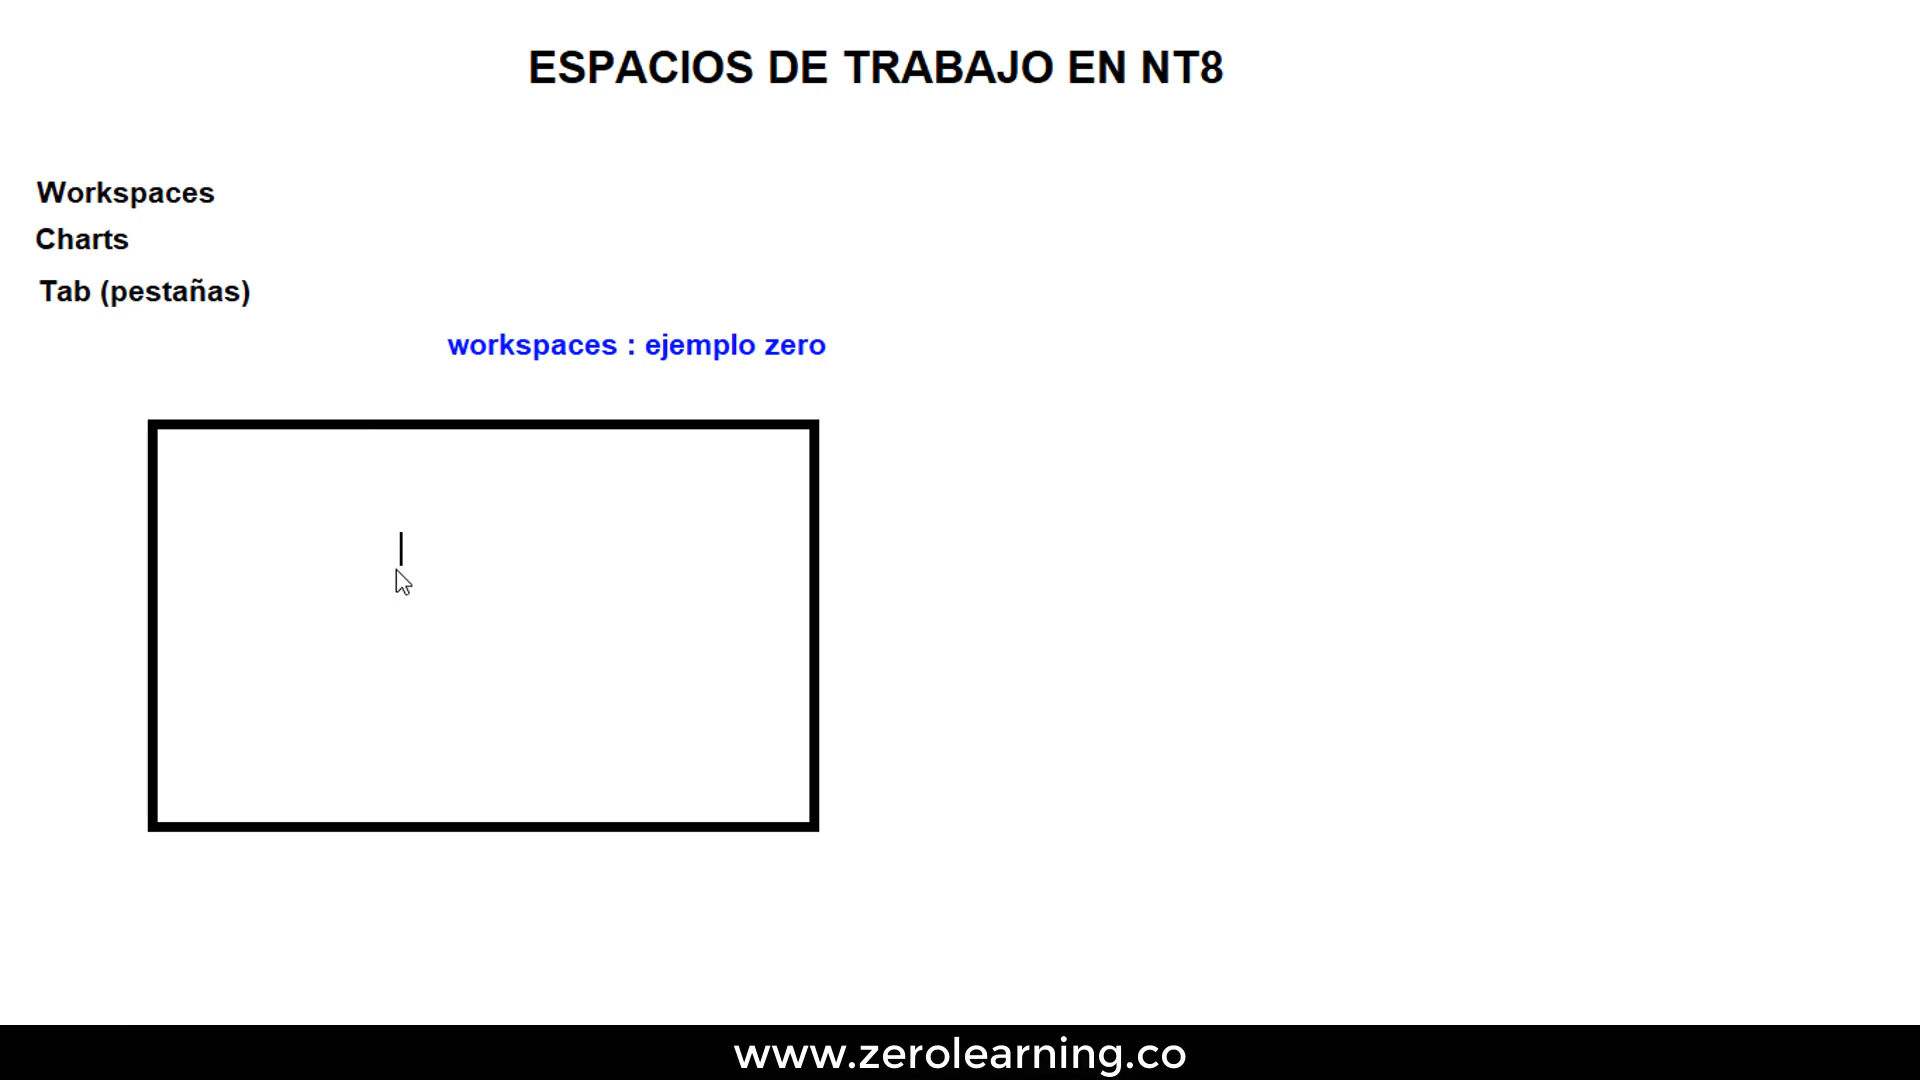 ESPACIOS DE TRABAJO EN NT8
Workspaces
Charts
Tab (pestañas)
workspaces : ejemplo zero
www.zerolearning.co